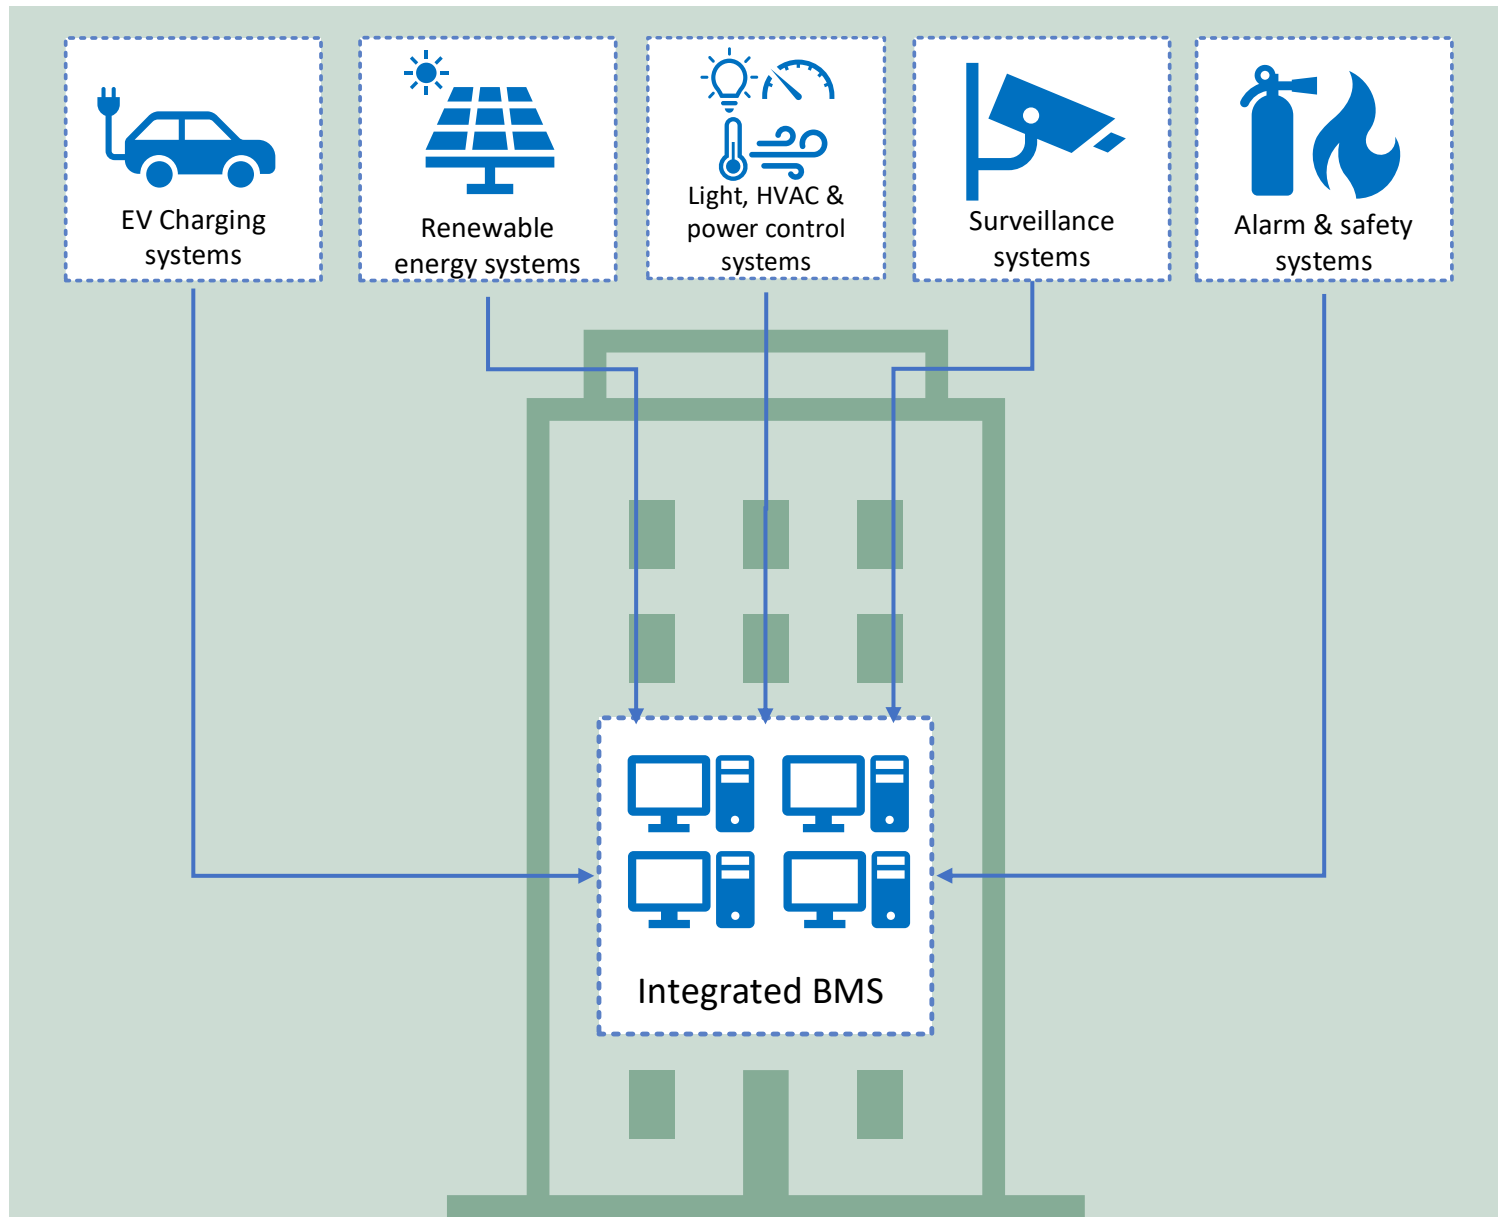 EV Charging
systems
Renewable
energy systems
Light, HVAC &
power control
systems
Surveillance
systems
Alarm & safety
systems
Integrated BMS